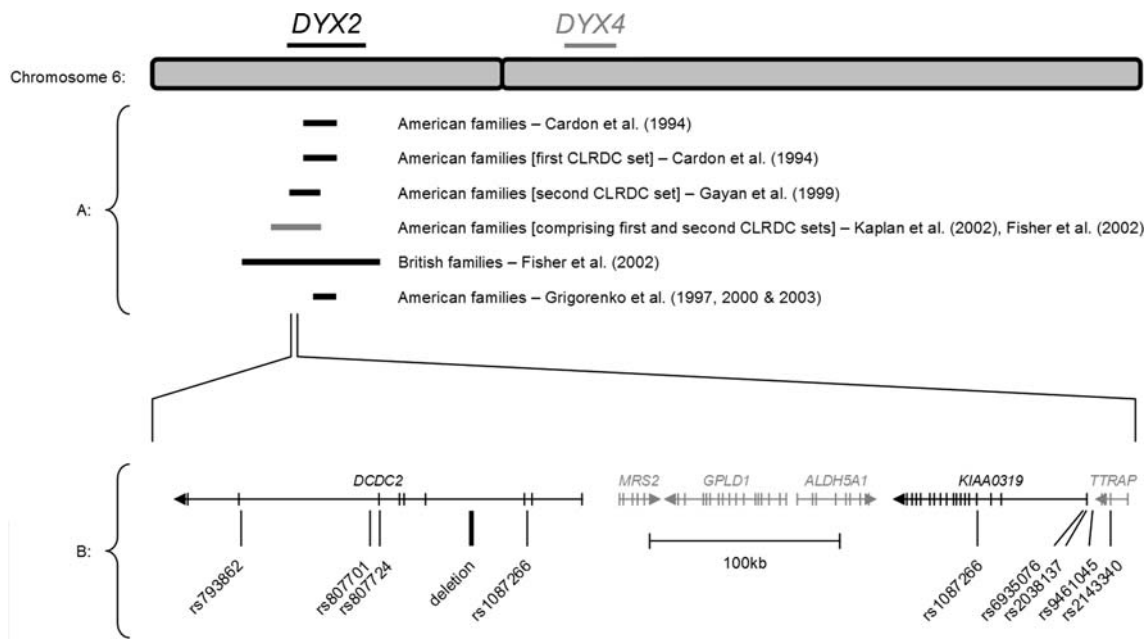 DYX2
DYX4
Chromosome 6:
A:
American families – Cardon et al. (1994)
American families [first CLRDC set] – Cardon et al. (1994)
American families [second CLRDC set] – Gayan et al. (1999)
American families [comprising first and second CLRDC sets] – Kaplan et al. (2002), Fisher et al. (2002)
British families – Fisher et al. (2002)
American families – Grigorenko et al. (1997, 2000 & 2003)
B:
DCDC2
MRS2
GPLD1
ALDH5A1
KIAA0319
TTRAP
100kb
rs793862
rs807701
rs807724
deletion
rs1087266
rs1087266
rs6935076
rs2038137
rs9461045
rs2143340